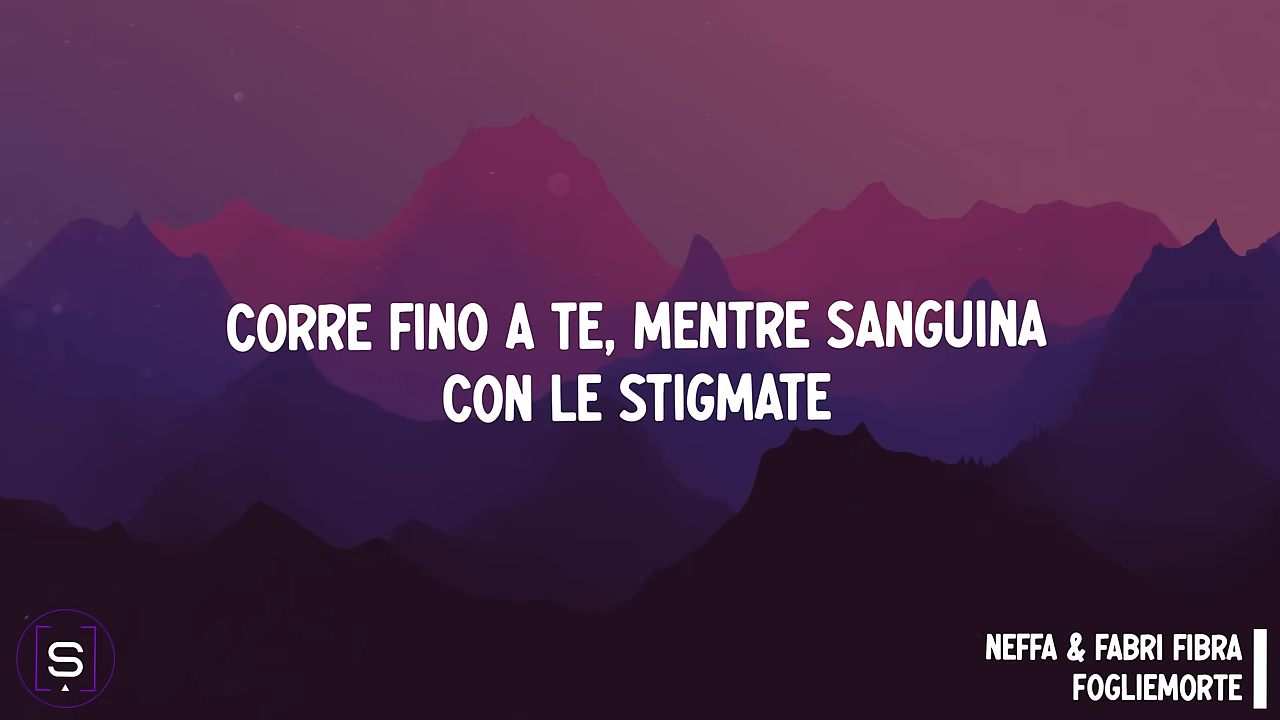 CORRE FINO A TE, MENTRE SANGUINA
CON LE STIGMATE
S
NEFFA & FABRI FIBRA
FOGLIEMORTE